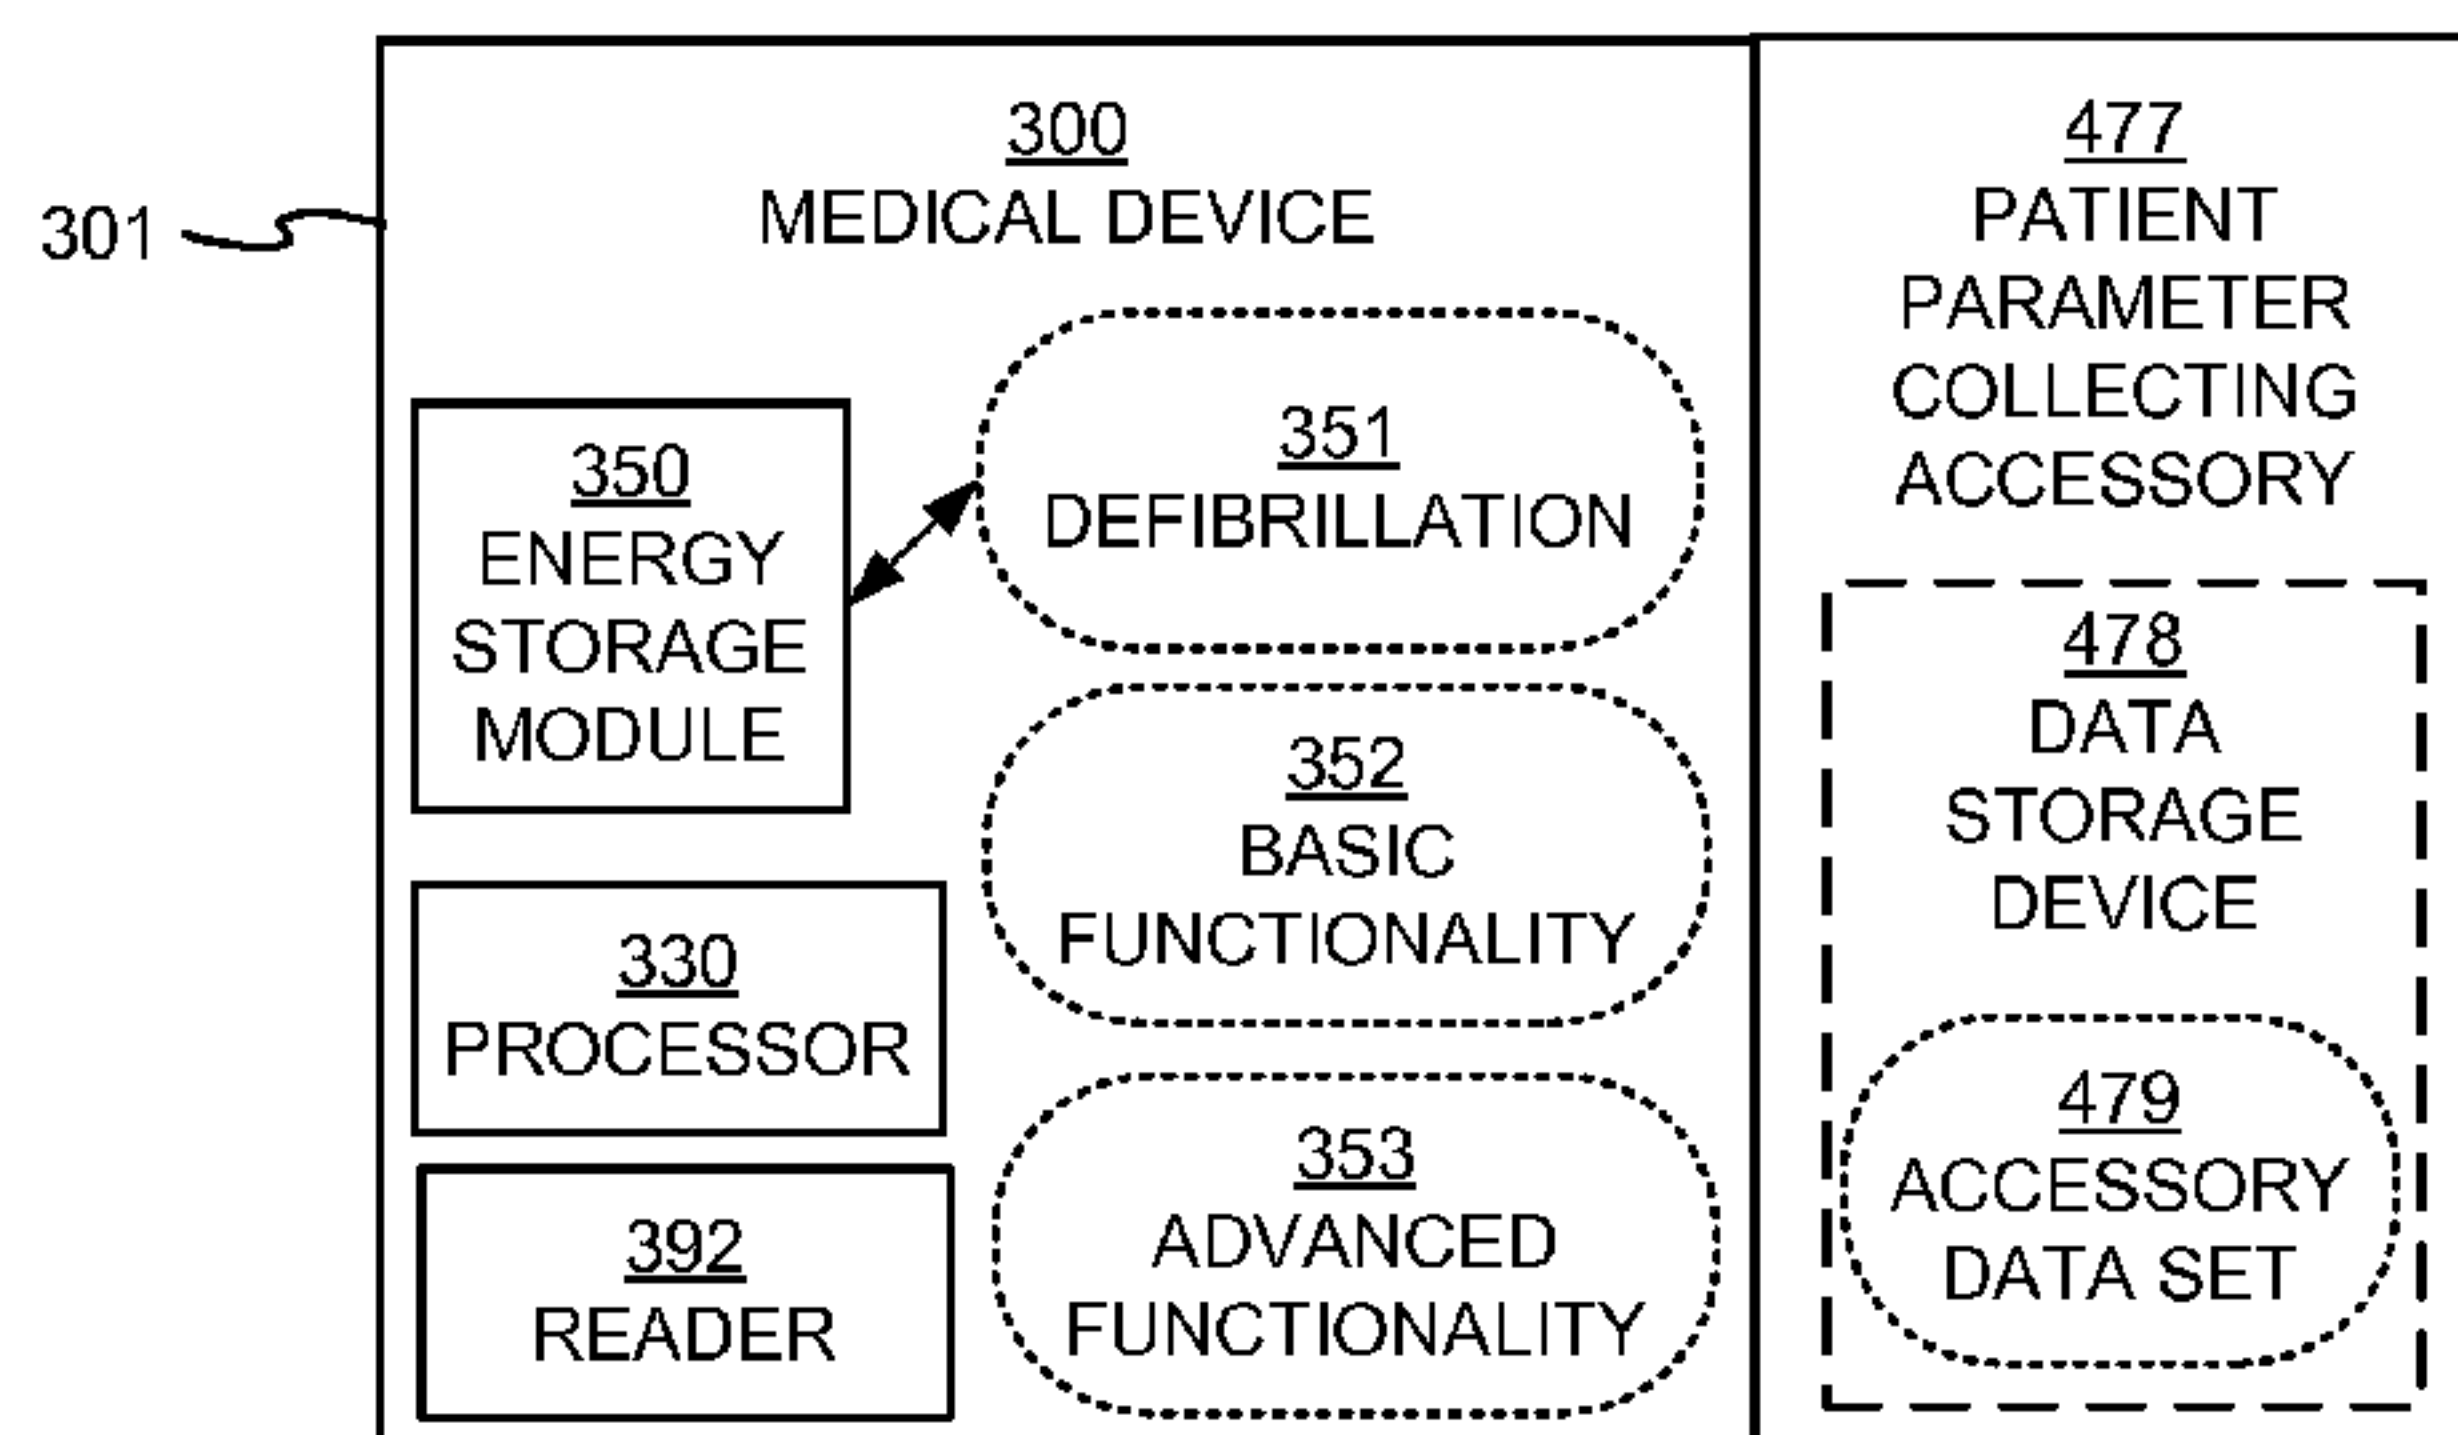 301
300
MEDICAL DEVICE
350
ENERGY
STORAGE
MODULE
351
DEFIBRILLATION
352
BASIC
FUNCTIONALITY
330
PROCESSOR
392
READER
353
ADVANCED
FUNCTIONALITY
477
PATIENT
PARAMETER
COLLECTING
ACCESSORY
478
DATA
STORAGE
DEVICE
479
ACCESSORY
DATA SET